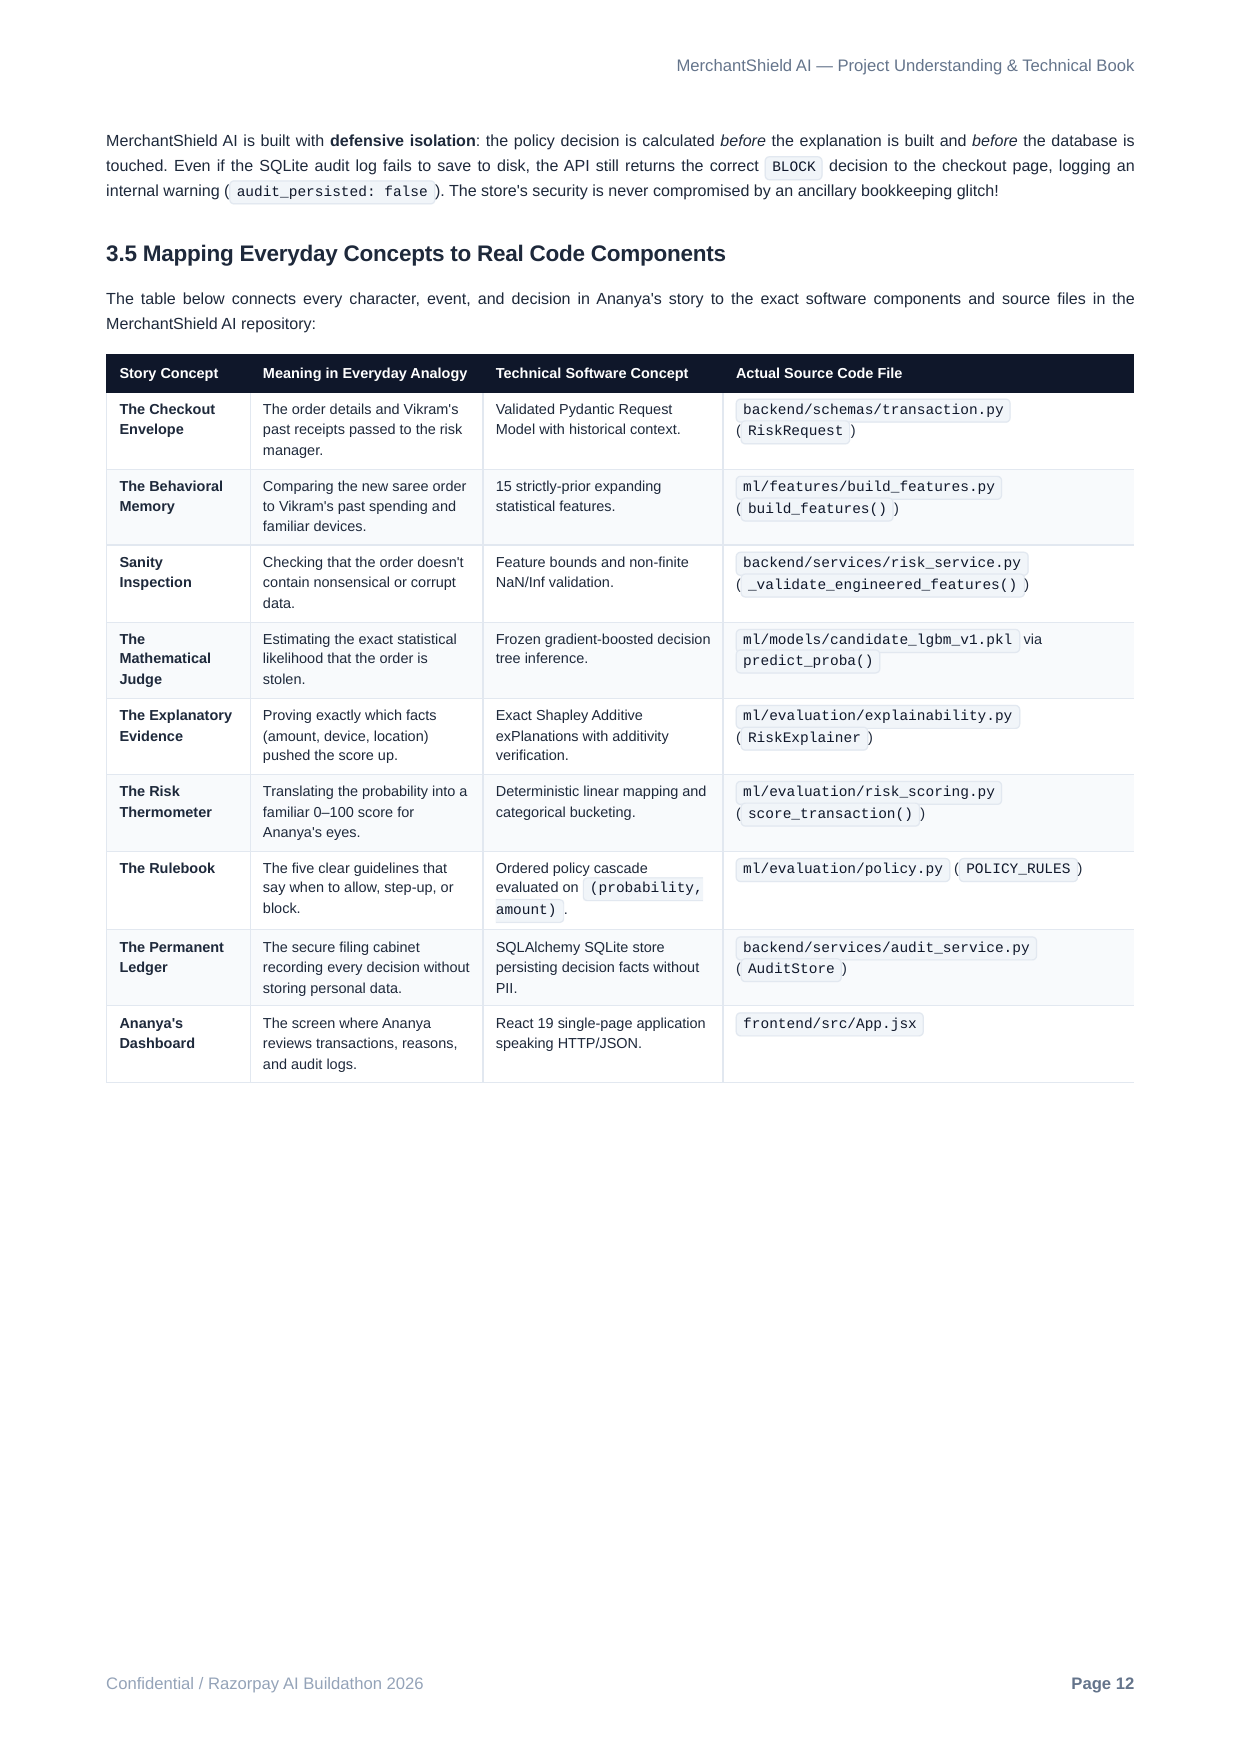 MerchantShield AI — Project Understanding & Technical Book
MerchantShield AI is built with defensive isolation: the policy decision is calculated before the explanation is built and before the database is
touched. Even if the SQLite audit log fails to save to disk, the API still returns the correct BLOCK decision to the checkout page, logging an
internal warning ( audit_persisted: false ). The store's security is never compromised by an ancillary bookkeeping glitch!
3.5 Mapping Everyday Concepts to Real Code Components
The table below connects every character, event, and decision in Ananya's story to the exact software components and source files in the
MerchantShield AI repository:
Story Concept
Meaning in Everyday Analogy
Technical Software Concept
Actual Source Code File
The Checkout
Envelope
The order details and Vikram's
past receipts passed to the risk
manager.
Validated Pydantic Request
Model with historical context.
backend/schemas/transaction.py
( RiskRequest )
The Behavioral
Memory
Comparing the new saree order
to Vikram's past spending and
familiar devices.
15 strictly-prior expanding
statistical features.
ml/features/build_features.py
( build_features() )
Sanity
Inspection
Checking that the order doesn't
contain nonsensical or corrupt
data.
Feature bounds and non-finite
NaN/Inf validation.
backend/services/risk_service.py
( _validate_engineered_features() )
The
Mathematical
Judge
Estimating the exact statistical
likelihood that the order is
stolen.
Frozen gradient-boosted decision
tree inference.
ml/models/candidate_lgbm_v1.pkl via
predict_proba()
The Explanatory
Evidence
Proving exactly which facts
(amount, device, location)
pushed the score up.
Exact Shapley Additive
exPlanations with additivity
verification.
ml/evaluation/explainability.py
( RiskExplainer )
The Risk
Thermometer
Translating the probability into a
familiar 0–100 score for
Ananya's eyes.
Deterministic linear mapping and
categorical bucketing.
ml/evaluation/risk_scoring.py
( score_transaction() )
The Rulebook
The five clear guidelines that
say when to allow, step-up, or
block.
Ordered policy cascade
evaluated on (probability,
amount) .
ml/evaluation/policy.py ( POLICY_RULES )
The Permanent
Ledger
The secure filing cabinet
recording every decision without
storing personal data.
SQLAlchemy SQLite store
persisting decision facts without
PII.
backend/services/audit_service.py
( AuditStore )
Ananya's
Dashboard
The screen where Ananya
reviews transactions, reasons,
and audit logs.
React 19 single-page application
speaking HTTP/JSON.
frontend/src/App.jsx
Confidential / Razorpay AI Buildathon 2026
Page 12